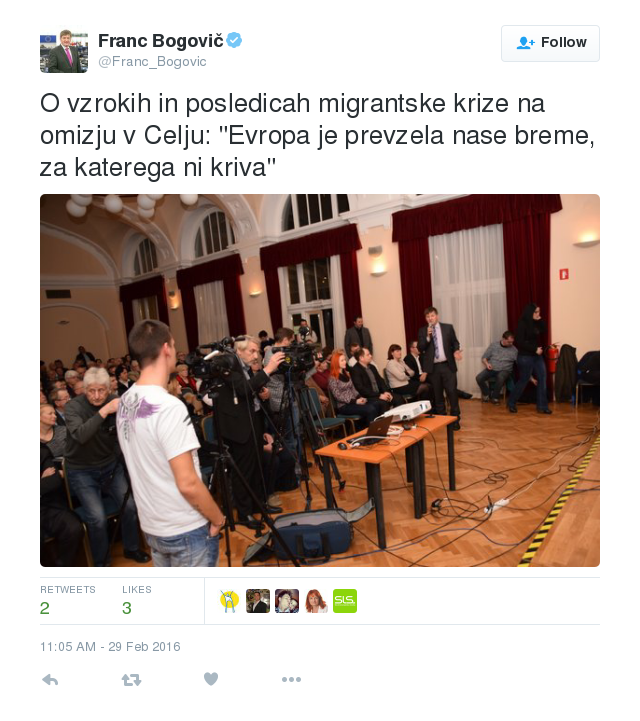 Franc Bogovič
@Franc_Bogovic
Follow
O vzrokih in posledicah migrantske krize na
omizju v Celju: "Evropa je prevzela nase breme,
za katerega ni kriva"
RETWEETS
2
LIKES
3
SLS
11:05 AM - 29 Feb 2016